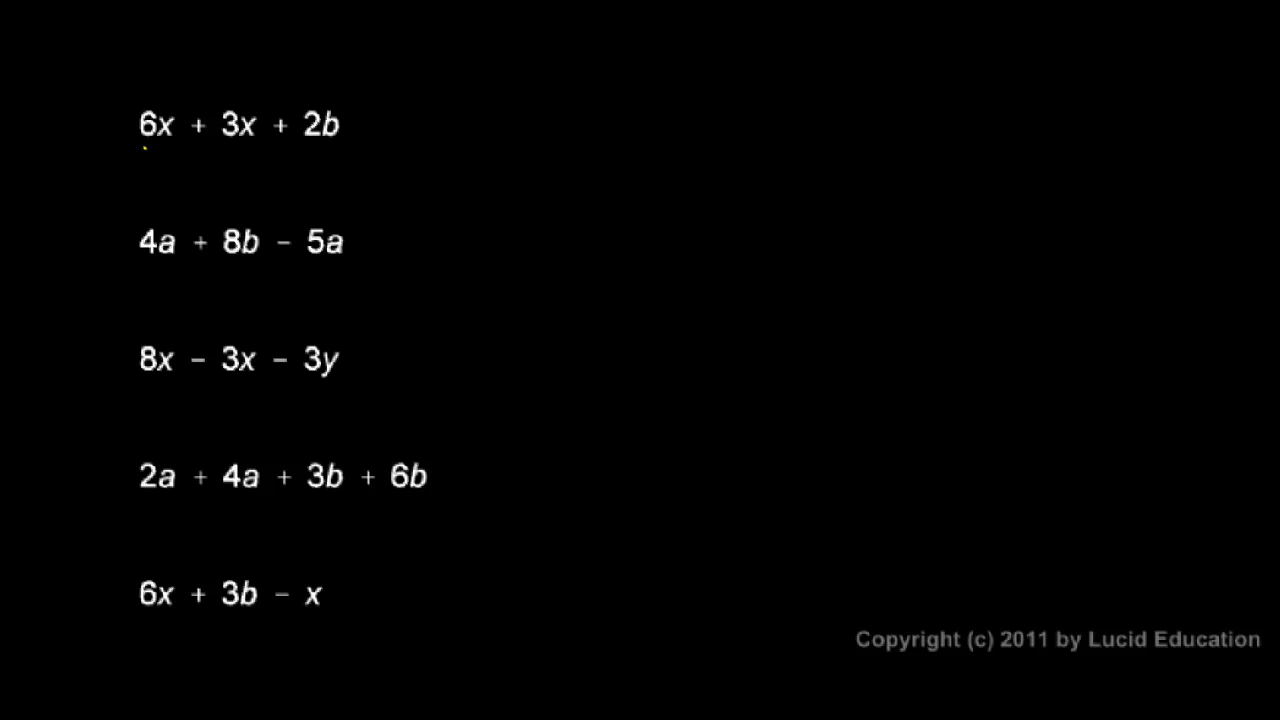 6x + 3x + 2b
4a + 8b − 5a
8x − 3x − 3y
2a + 4a + 3b + 6b
6x + 3b − x
Copyright (c) 2011 by Lucid Education